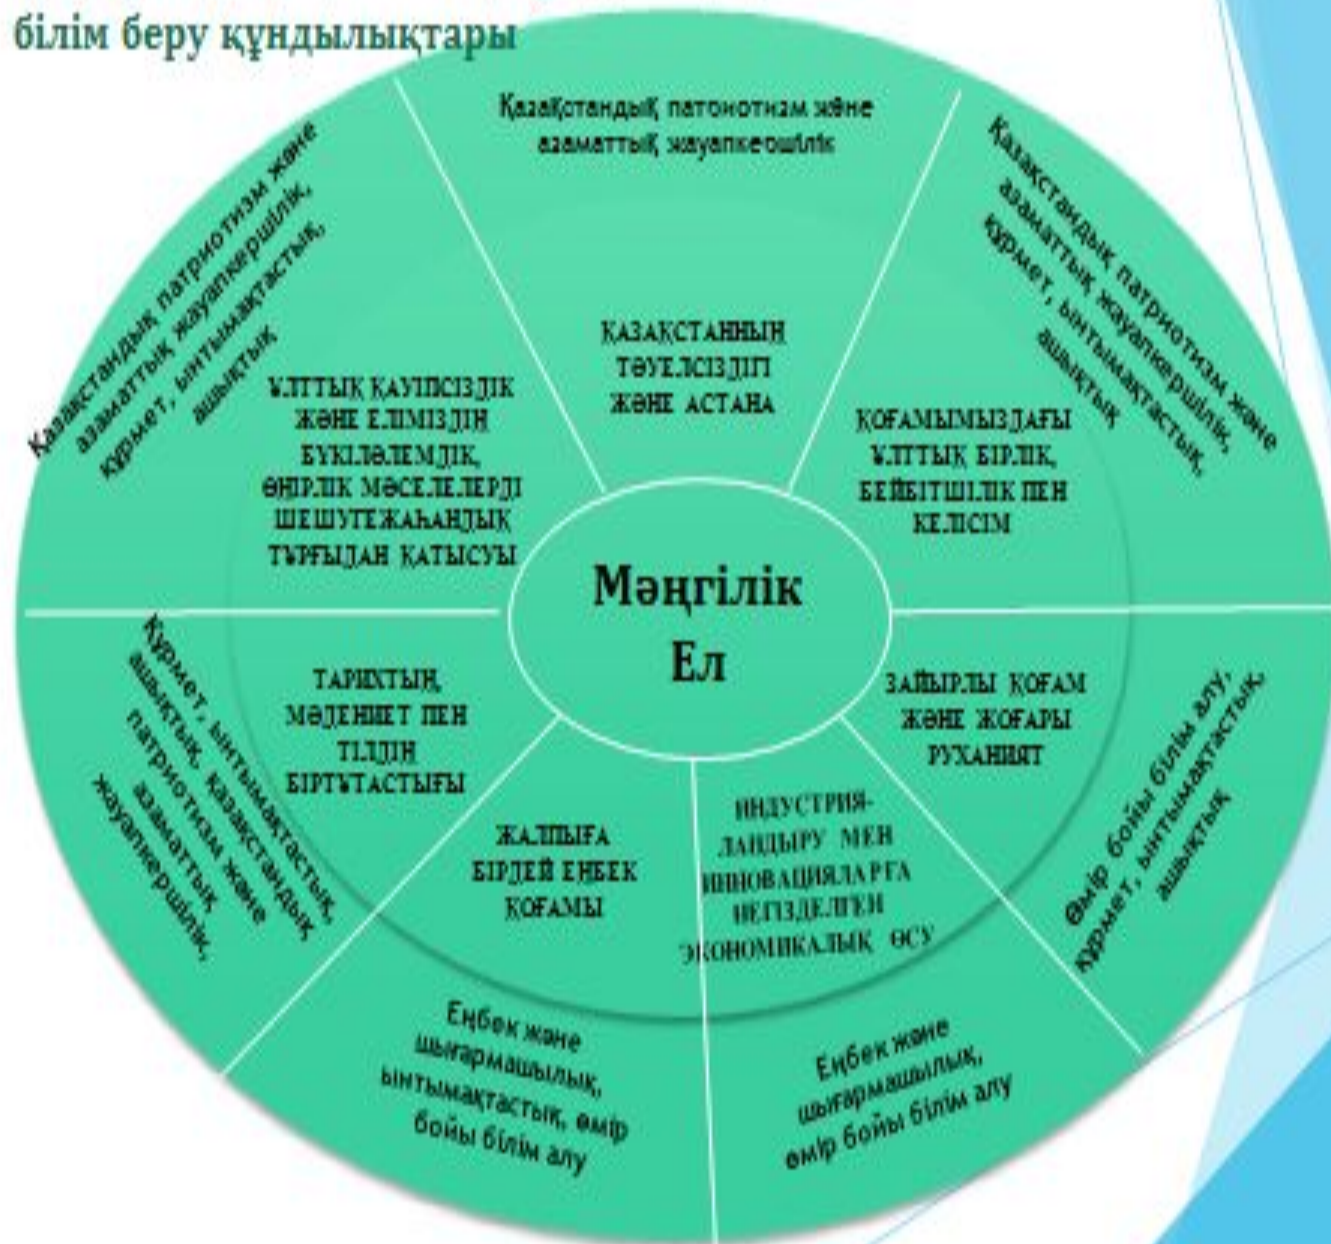 білім беру құндылықтары
Қазақстандық патриотизм және
азаматтық жауапкершілік
ҚАЗАҚСТАННЫҢ
ТӘУЕЛСІЗДІГІ
ЖӘНЕ АСТАНА
Қазақстандық патриотизм және
азаматтық жауапкершілік,
құрмет, ынтымақтастық,
ашықтық
ҚОҒАМЫМЫЗДАҒЫ
ҰЛТТЫҚ БІРЛІК,
БЕЙБІТШІЛІК ПЕН
КЕЛІСІМ
Өмір бойы білім алу,
құрмет, ынтымақтастық,
ашықтық
ЗАЙЫРЛЫ ҚОҒАМ
ЖӘНЕ ЖОҒАРЫ
РУХАНИЯТ
ИНДУСТРИЯ-
ЛАНДЫРУ МЕН
ИННОВАЦИЯЛАРҒА
НЕГІЗДЕЛГЕН
ЭКОНОМИКАЛЫҚ ӨСУ
Еңбек және
шығармашылық,
өмір бойы білім алу
ЖАЛПЫҒА
БІРДЕЙ ЕҢБЕК
ҚОҒАМЫ
Еңбек және
шығармашылық,
ынтымақтастық, өмір
бойы білім алу
ТАРИХТЫҢ,
МӘДЕНИЕТ ПЕН
ТІЛДІҢ
БІРТҰТАСТЫҒЫ
Құрмет, ынтымақтастық,
ашықтық, қазақстандық
патриотизм және
азаматтық
жауапкершілік,
Қазақстандық патриотизм және
азаматтық жауапкершілік,
құрмет, ынтымақтастық,
ашықтық
ҰЛТТЫҚ ҚАУІПСІЗДІК
ЖӘНЕ ЕЛІМІЗДІҢ
БҮКІЛӘЛЕМДІК,
ӨҢІРЛІК МӘСЕЛЕЛЕРДІ
ШЕШУГЕЖАҺАНДЫҚ
ТҰРҒЫДАН ҚАТЫСУЫ
Мәңгілік
Ел